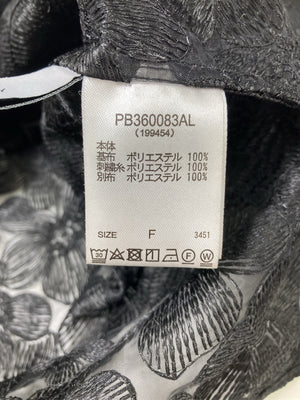 PB360083AL
(199454)
本体
基布 ポリエステル 100%
刺繍糸ポリエステル 100%
別布 ポリエステル 100%
SIZE F 3451
30 F W